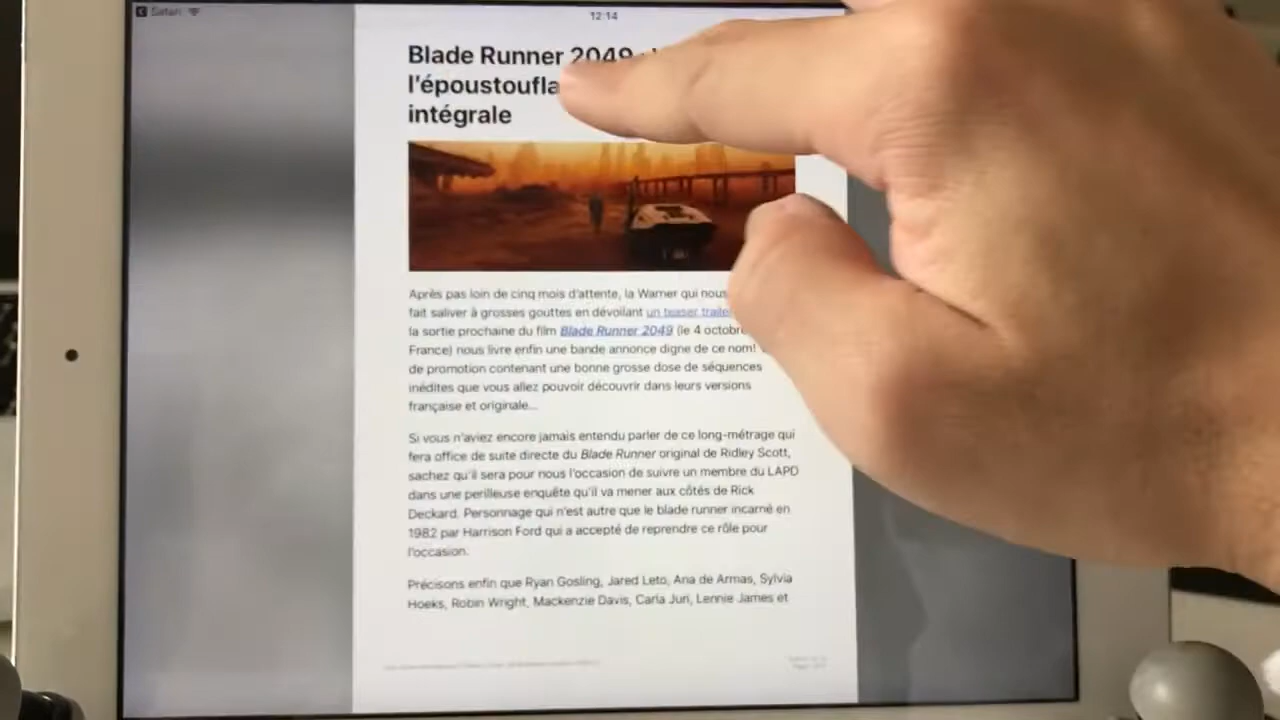 Safari
12:14
Blade Runner 2049
l'époustoufla
intégrale
Après pas loin de cinq mois d'attente, la Warner qui nous
fait saliver à grosses gouttes en dévoilant un teaser traile
la sortie prochaine du film Blade Runner 2049 (le 4 octobre
France) nous livre enfin une bande annonce digne de ce nom!
de promotion contenant une bonne grosse dose de séquences
inédites que vous allez pouvoir découvrir dans leurs versions
française et originale...
Si vous n'aviez encore jamais entendu parler de ce long-métrage qui
fera office de suite directe du Blade Runner original de Ridley Scott,
sachez qu'il sera pour nous l'occasion de suivre un membre du LAPD
dans une perilleuse enquête qu'il va mener aux côtés de Rick
Deckard. Personnage qui n'est autre que le blade runner incarné en
1982 par Harrison Ford qui a accepté de reprendre ce rôle pour
l'occasion.
Précisons enfin que Ryan Gosling, Jared Leto, Ana de Armas, Sylvia
Hoeks, Robin Wright, Mackenzie Davis, Carla Juri, Lennie James et